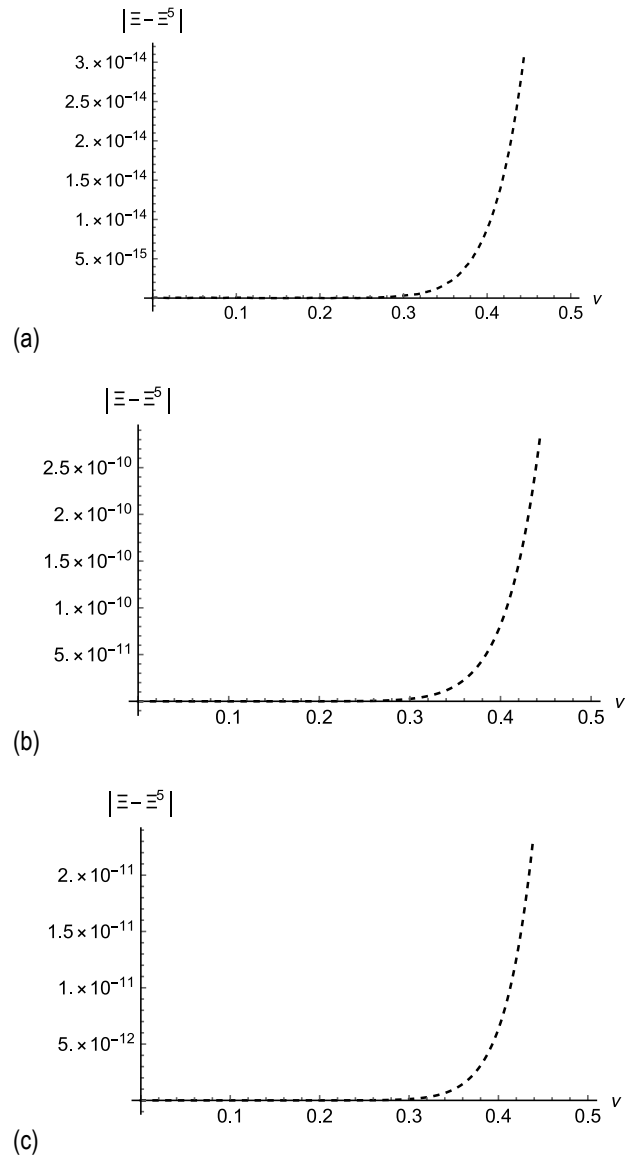 |Ξ − Ξ⁵|
3. × 10⁻¹⁴
2.5 × 10⁻¹⁴
2. × 10⁻¹⁴
1.5 × 10⁻¹⁴
1. × 10⁻¹⁴
5. × 10⁻¹⁵
0.1 0.2 0.3 0.4 0.5 v
(a)
|Ξ − Ξ⁵|
2.5 × 10⁻¹⁰
2. × 10⁻¹⁰
1.5 × 10⁻¹⁰
1. × 10⁻¹⁰
5. × 10⁻¹¹
0.1 0.2 0.3 0.4 0.5 v
(b)
|Ξ − Ξ⁵|
2. × 10⁻¹¹
1.5 × 10⁻¹¹
1. × 10⁻¹¹
5. × 10⁻¹²
0.1 0.2 0.3 0.4 0.5 v
(c)